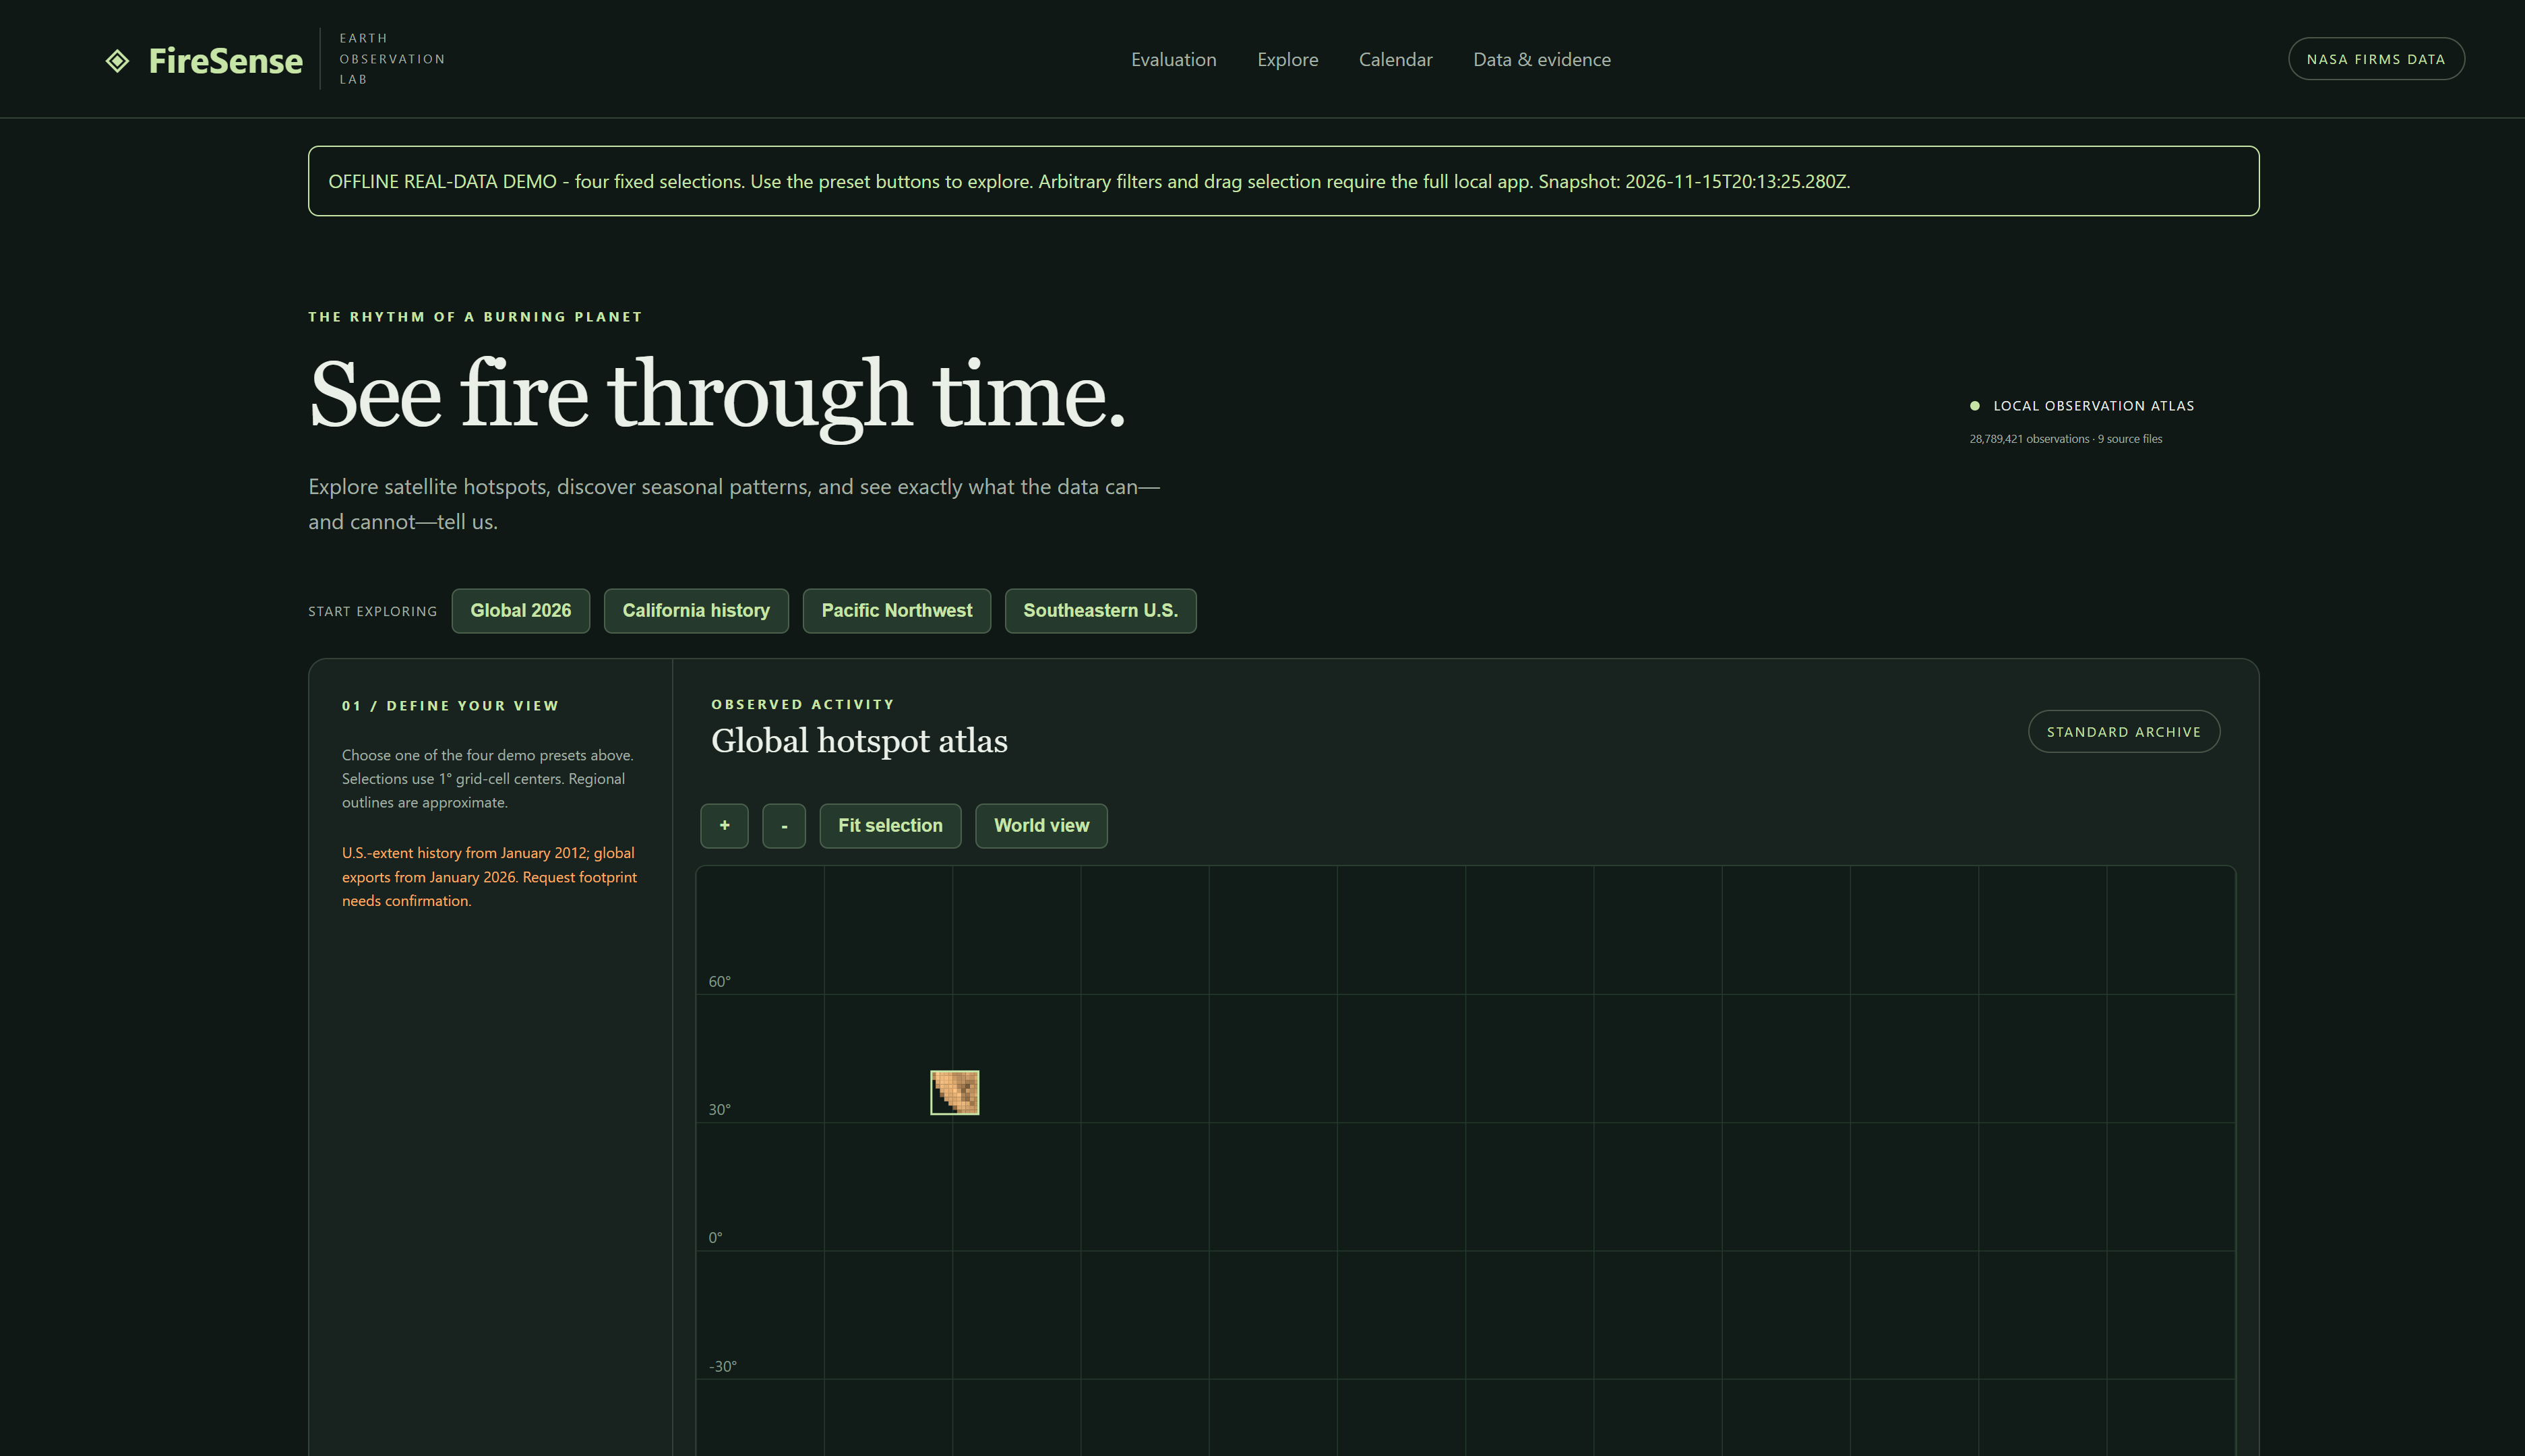 FireSense
EARTH
OBSERVATION
LAB
Evaluation
Explore
Calendar
Data & evidence
NASA FIRMS DATA
OFFLINE REAL-DATA DEMO - four fixed selections. Use the preset buttons to explore. Arbitrary filters and drag selection require the full local app. Snapshot: 2026-11-15T20:13:25.280Z.
THE RHYTHM OF A BURNING PLANET
See fire through time.
Explore satellite hotspots, discover seasonal patterns, and see exactly what the data can—
and cannot—tell us.
LOCAL OBSERVATION ATLAS
28,789,421 observations · 9 source files
START EXPLORING
Global 2026
California history
Pacific Northwest
Southeastern U.S.
01 / DEFINE YOUR VIEW
Choose one of the four demo presets above.
Selections use 1° grid-cell centers. Regional
outlines are approximate.
U.S.-extent history from January 2012; global
exports from January 2026. Request footprint
needs confirmation.
OBSERVED ACTIVITY
Global hotspot atlas
STANDARD ARCHIVE
+
-
Fit selection
World view
60°
30°
0°
-30°